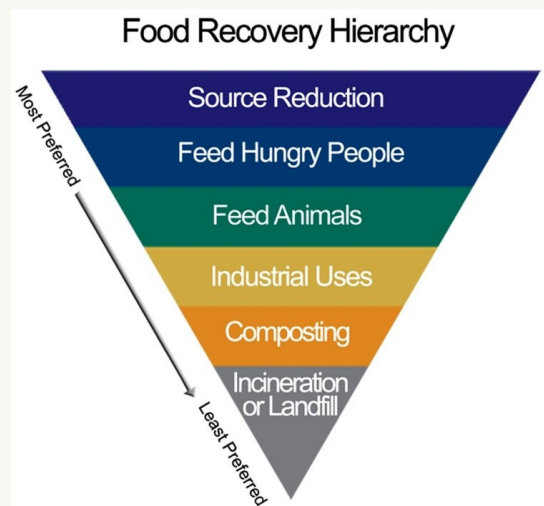 Food Recovery Hierarchy
Most Preferred
Source Reduction
Feed Hungry People
Feed Animals
Industrial Uses
Composting
Incineration
or Landfill
Least Preferred